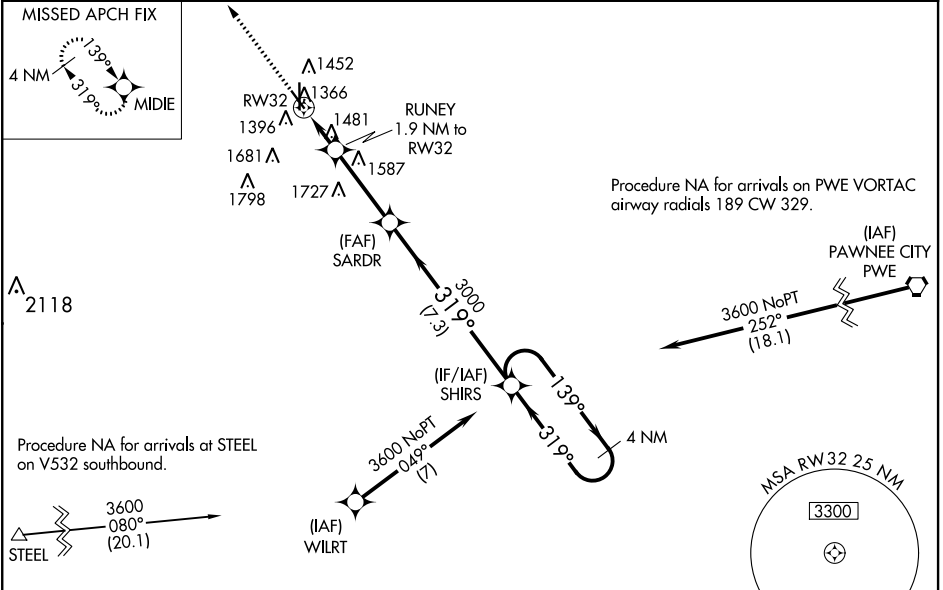 MISSED APCH FIX
4 NM
139°
319°
MIDIE
1452
1366
RW32
1396
1481
RUNEY
1.9 NM to
RW32
1681
1587
1798
1727
Procedure NA for arrivals on PWE VORTAC
airway radials 189 CW 329.
(FAF)
SARDR
(IAF)
PAWNEE CITY
PWE
2118
3000
319°
(7.3)
3600 NoPT
252°
(18.1)
(IF/IAF)
SHIRS
139°
319°
4 NM
3600 NoPT
049°
(7)
Procedure NA for arrivals at STEEL
on V532 southbound.
3600
080°
(20.1)
STEEL
(IAF)
WILRT
MSA RW32 25 NM
3300